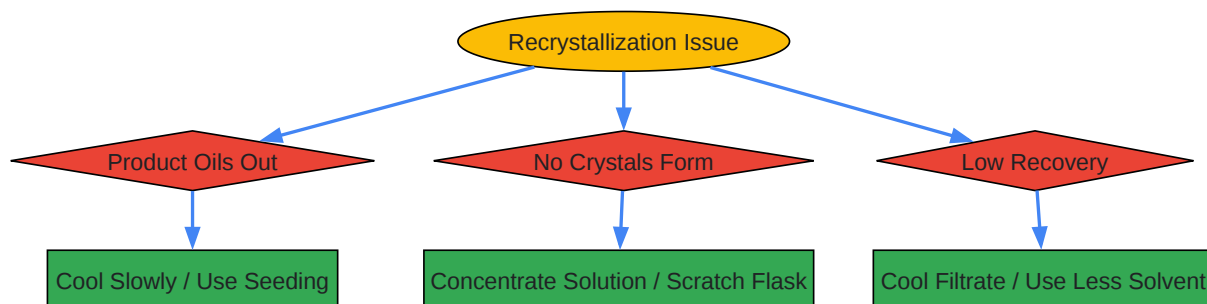 Recrystallization Issue
Product Oils Out
No Crystals Form
Low Recovery
Cool Slowly / Use Seeding
Concentrate Solution / Scratch Flask
Cool Filtrate / Use Less Solvent